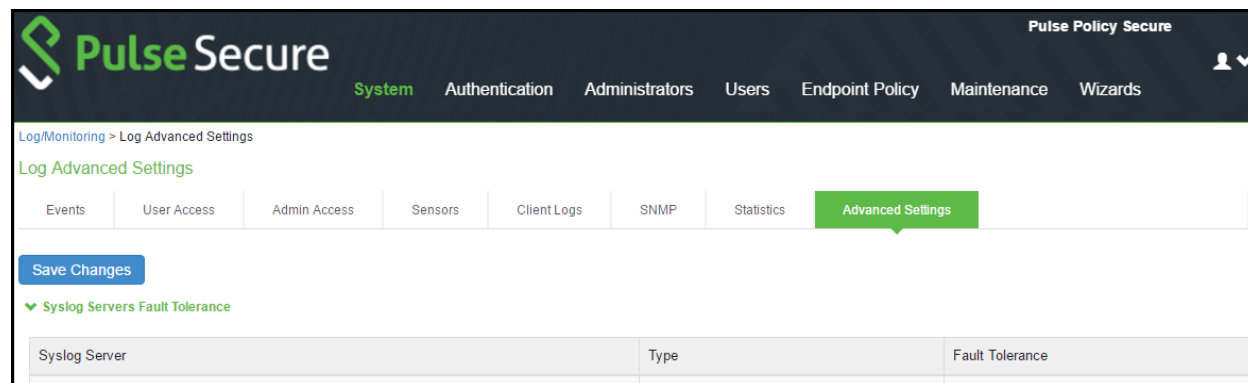 Pulse Policy Secure
Pulse Secure
System Authentication Administrators Users Endpoint Policy Maintenance Wizards
Log/Monitoring > Log Advanced Settings
Log Advanced Settings
Events User Access Admin Access Sensors Client Logs SNMP Statistics Advanced Settings
Save Changes
Syslog Servers Fault Tolerance
Syslog Server Type Fault Tolerance